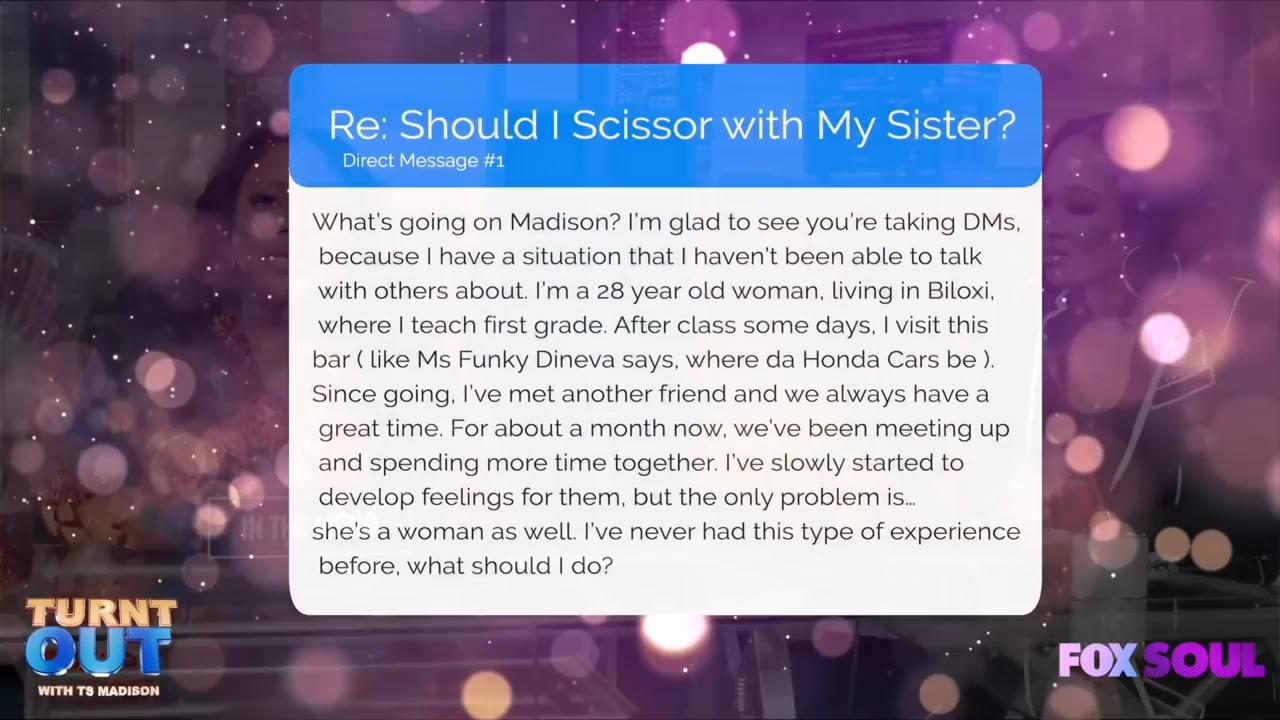 Re: Should I Scissor with My Sister?
Direct Message #1
What's going on Madison? I'm glad to see you're taking DMs,
because I have a situation that I haven't been able to talk
with others about. I'm a 28 year old woman, living in Biloxi,
where I teach first grade. After class some days, I visit this
bar ( like Ms Funky Dineva says, where da Honda Cars be ).
Since going, I've met another friend and we always have a
great time. For about a month now, we've been meeting up
and spending more time together. I've slowly started to
develop feelings for them, but the only problem is...
she's a woman as well. I've never had this type of experience
before, what should I do?
IN TH
TURNT
OUT
WITH TS MADISON
FOX SOUL